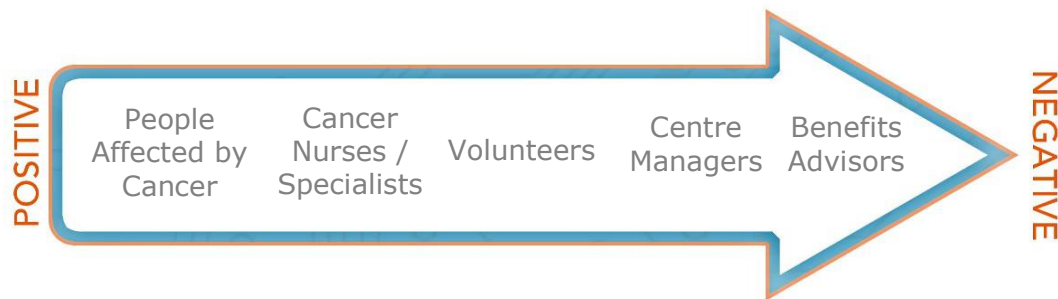 POSITIVE
People
Affected by
Cancer
Cancer
Nurses /
Specialists
Volunteers
Centre
Managers
Benefits
Advisors
NEGATIVE